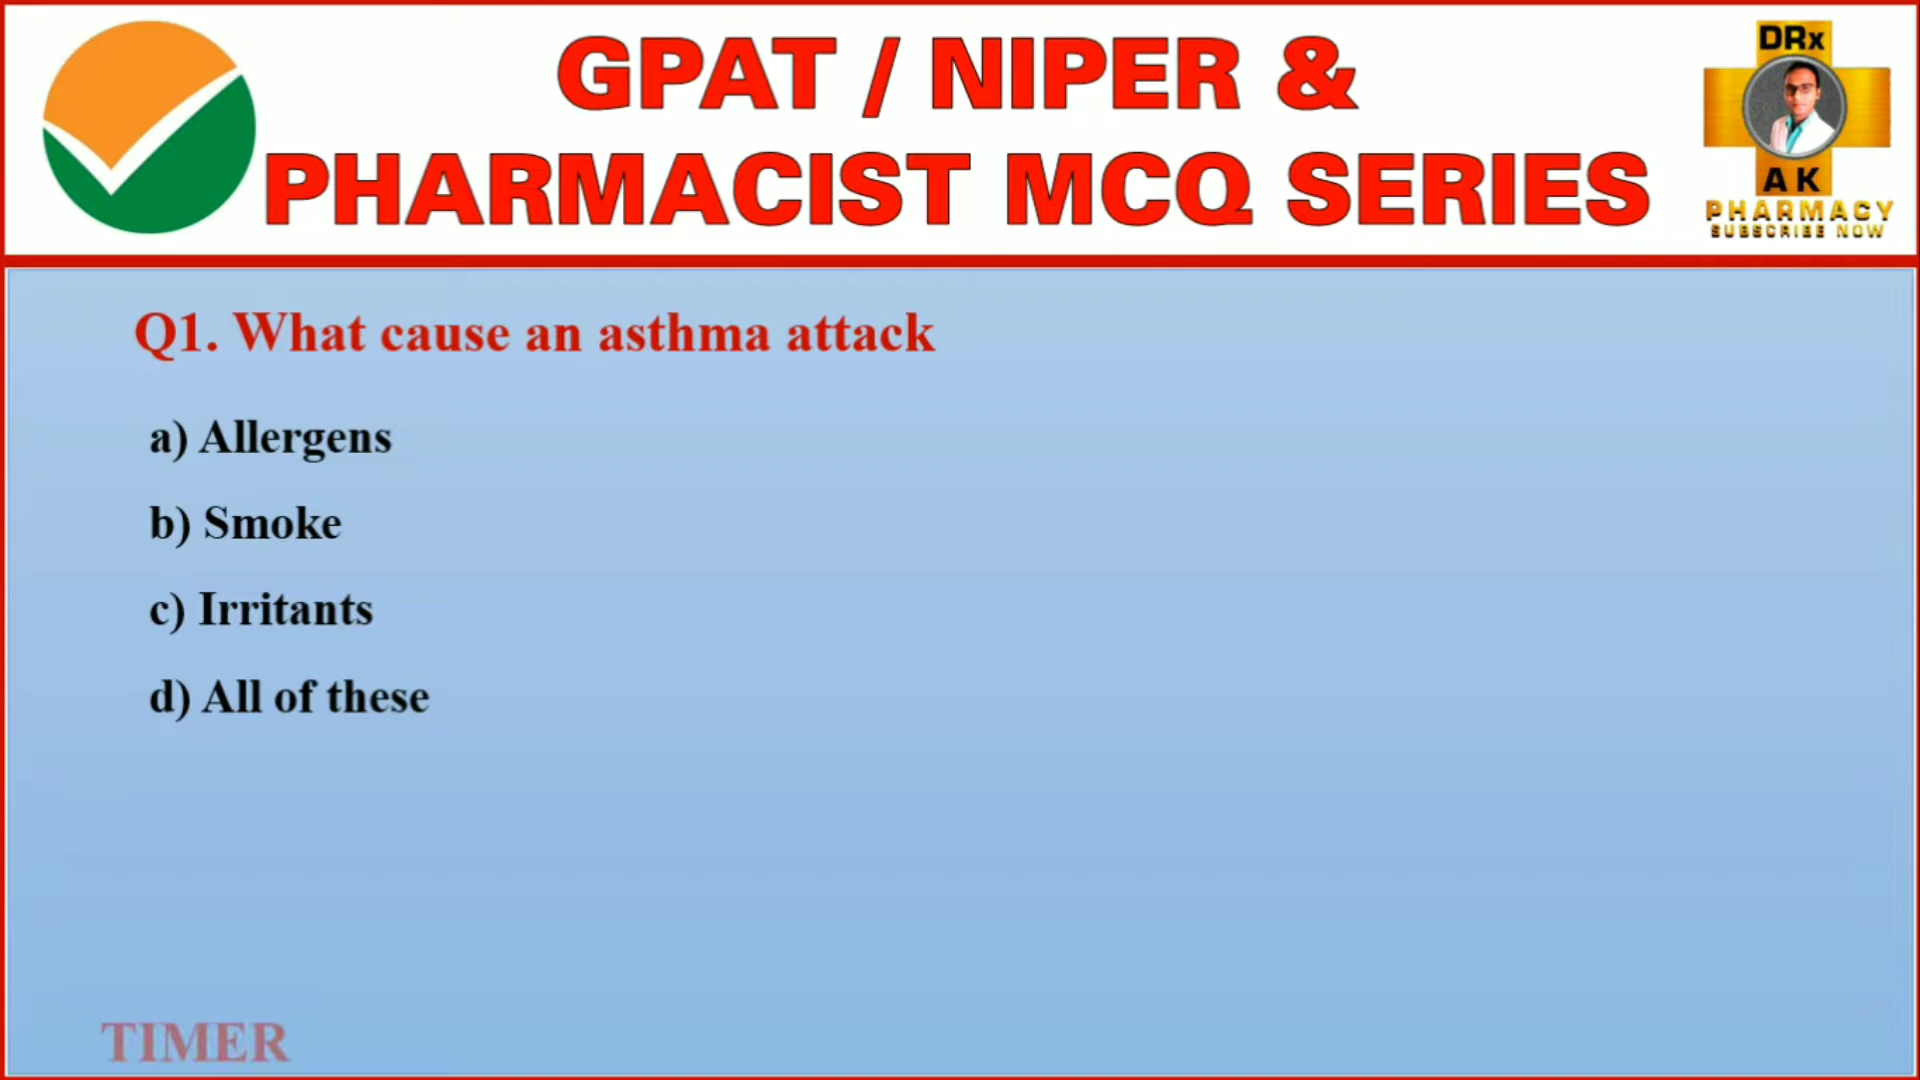 GPAT / NIPER &
PHARMACIST MCQ SERIES
DRx
A K
PHARMACY
SUBSCRIBE NOW
Q1. What cause an asthma attack
a) Allergens
b) Smoke
c) Irritants
d) All of these
TIMER